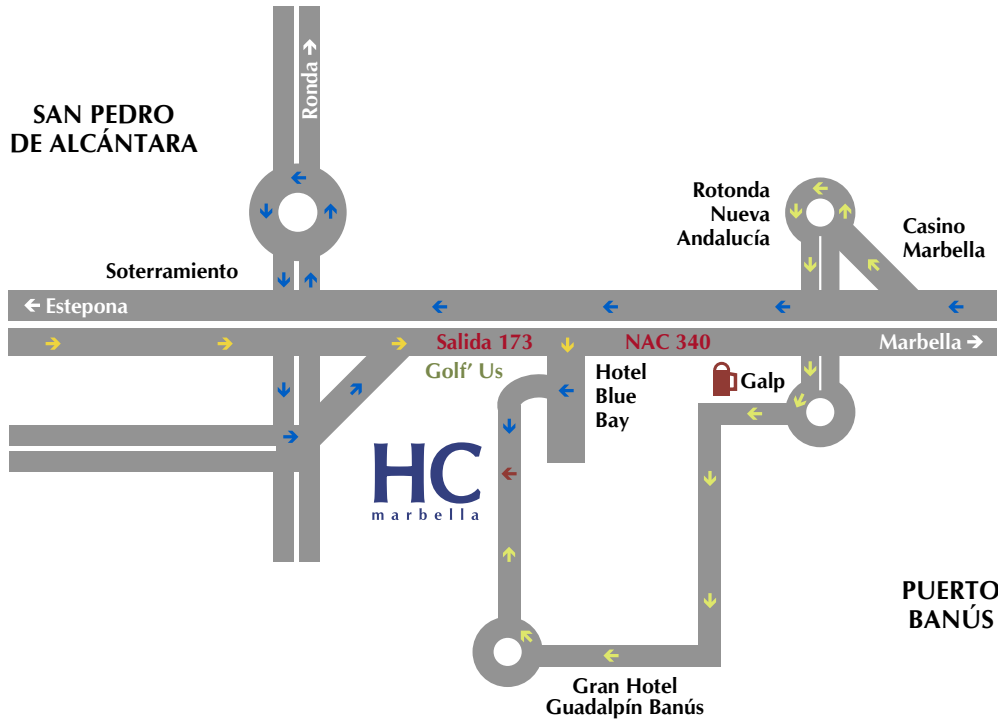 Ronda →
SAN PEDRO
DE ALCÁNTARA
Rotonda
Nueva
Andalucía
Casino
Marbella
Soterramiento
← Estepona
Salida 173
NAC 340
Marbella →
Golf' Us
Hotel
Blue
Bay
Galp
HC
marbella
PUERTO
BANÚS
Gran Hotel
Guadalpín Banús